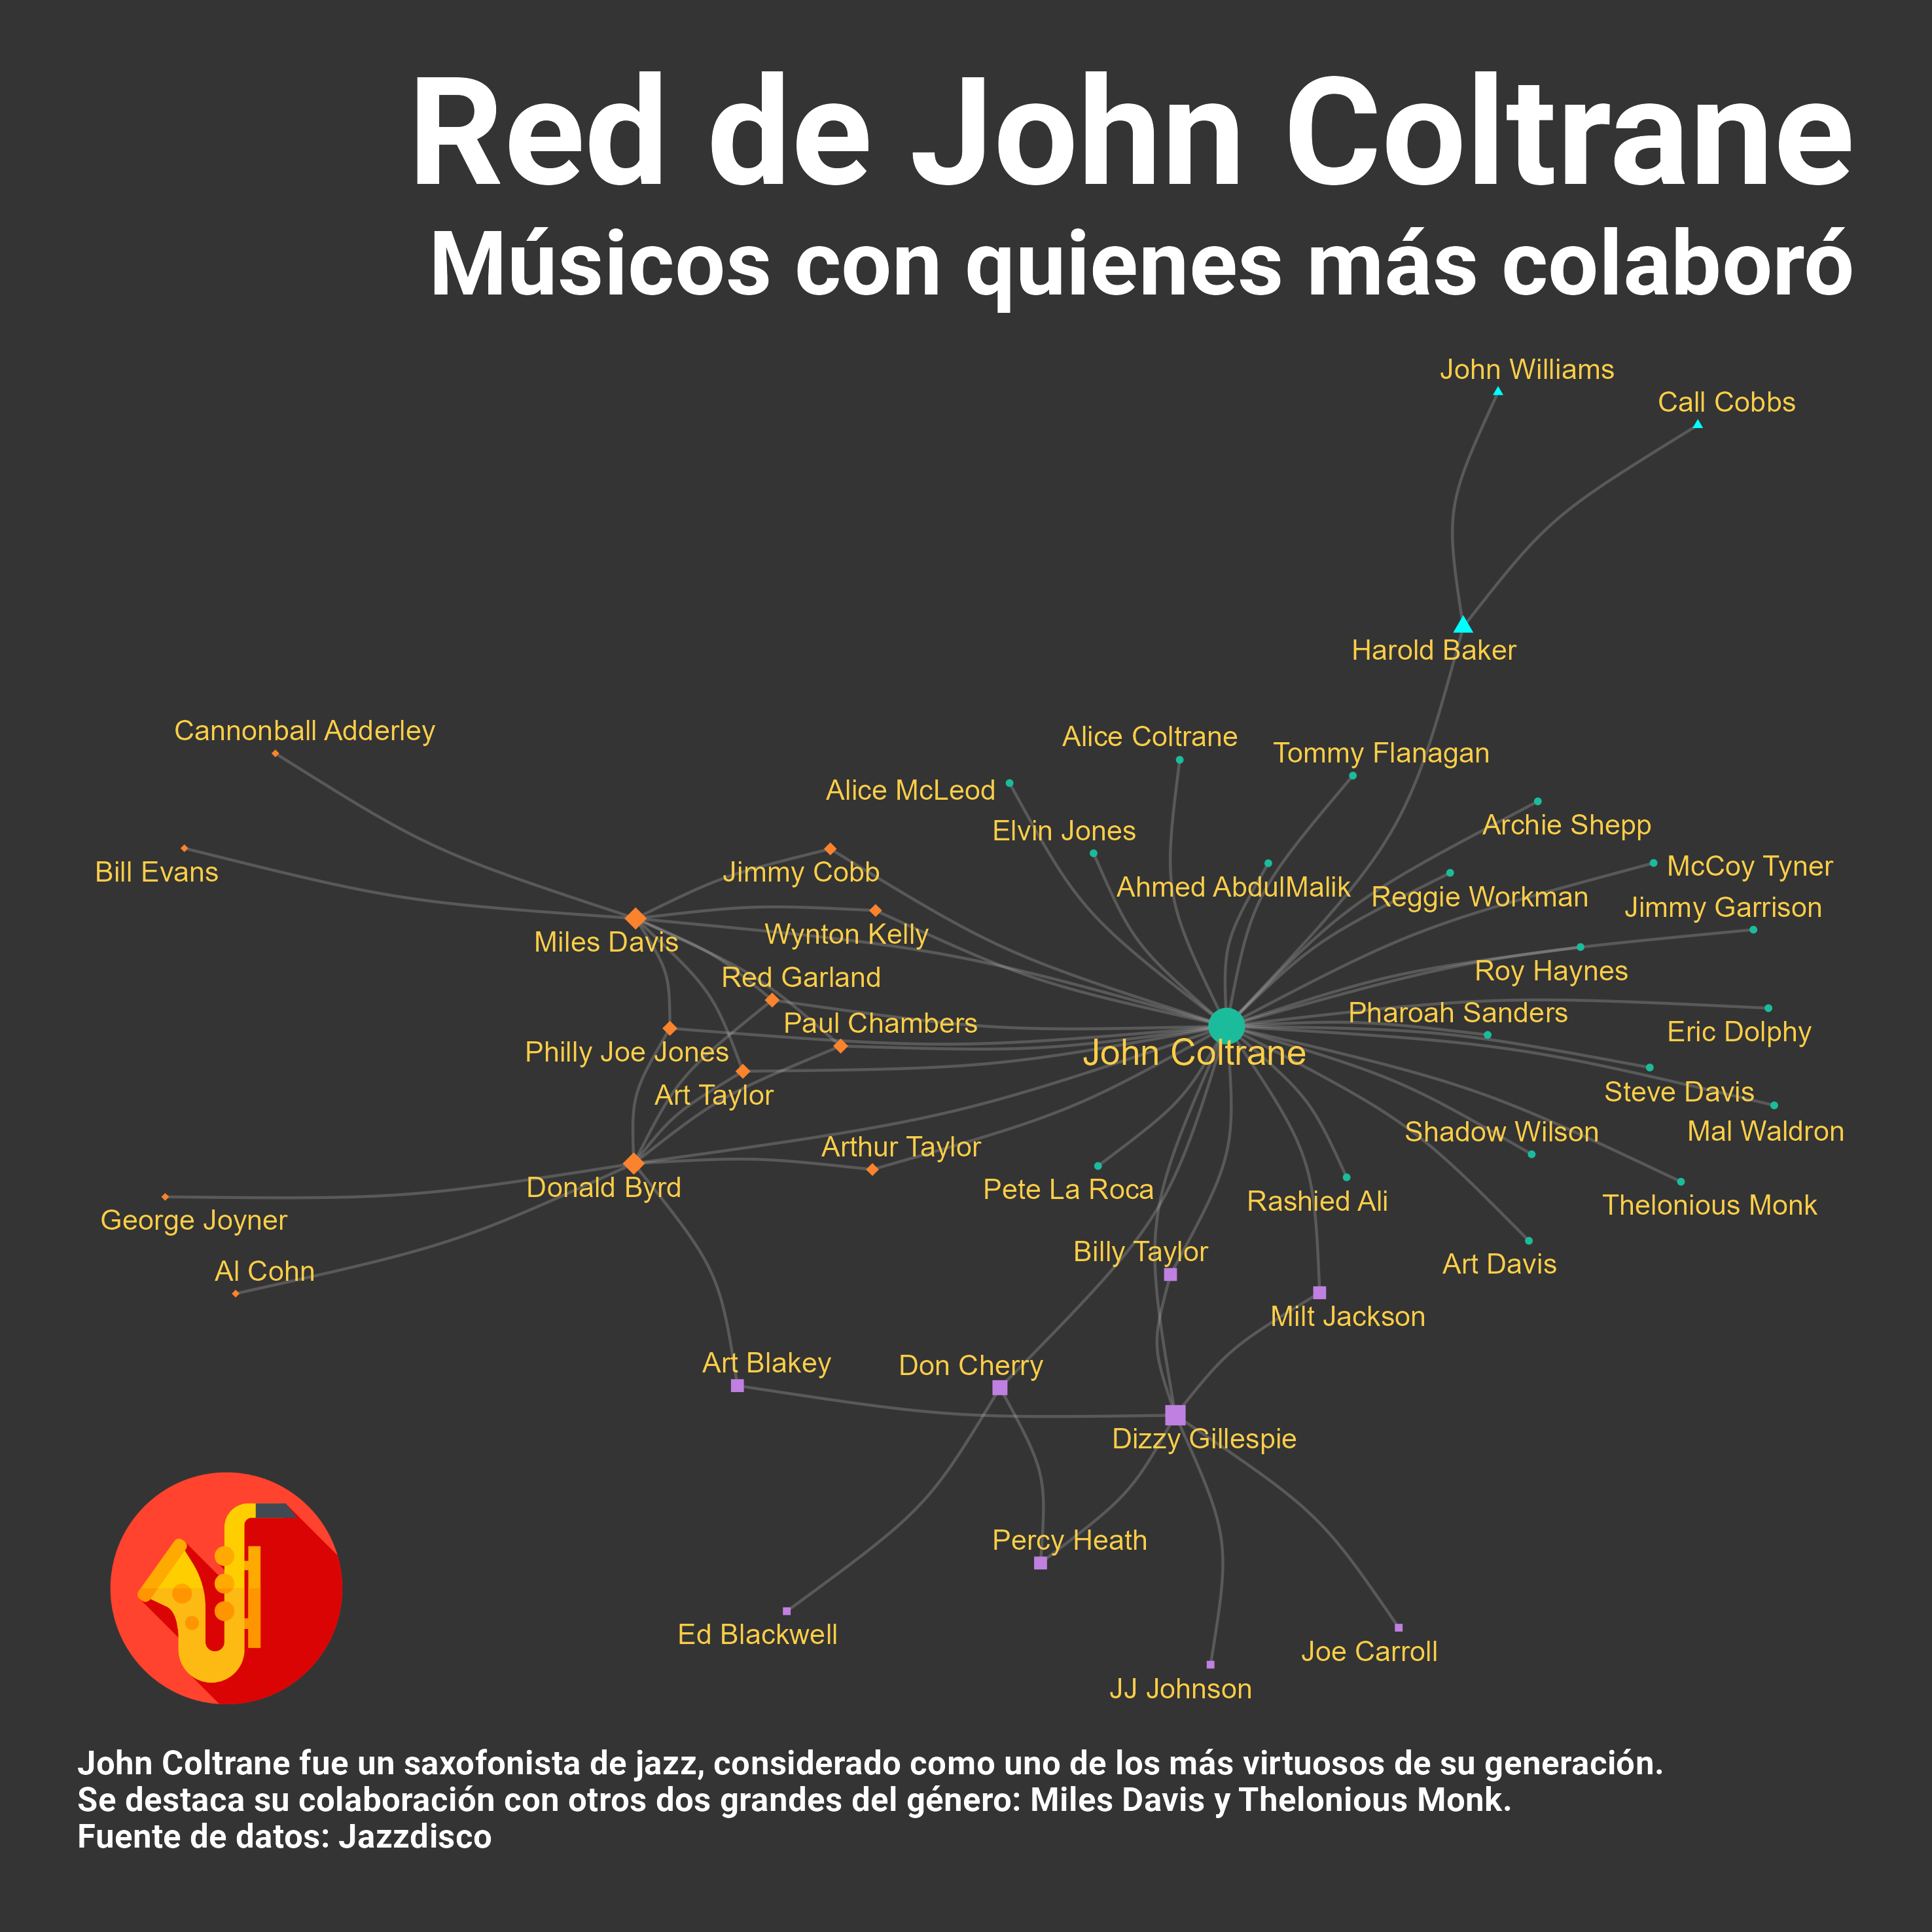 Red de John Coltrane
Músicos con quienes más colaboró
John Williams
Call Cobbs
Harold Baker
Cannonball Adderley
Alice Coltrane
Tommy Flanagan
Alice McLeod
Elvin Jones
Archie Shepp
Bill Evans
Jimmy Cobb
Ahmed AbdulMalik
McCoy Tyner
Reggie Workman
Jimmy Garrison
Miles Davis
Wynton Kelly
Red Garland
Roy Haynes
Paul Chambers
Pharoah Sanders
Eric Dolphy
Philly Joe Jones
John Coltrane
Art Taylor
Steve Davis
Shadow Wilson
Mal Waldron
Arthur Taylor
Donald Byrd
Pete La Roca
Rashied Ali
Thelonious Monk
George Joyner
Billy Taylor
Art Davis
Al Cohn
Milt Jackson
Art Blakey
Don Cherry
Dizzy Gillespie
Percy Heath
Ed Blackwell
Joe Carroll
JJ Johnson
John Coltrane fue un saxofonista de jazz, considerado como uno de los más virtuosos de su generación.
Se destaca su colaboración con otros dos grandes del género: Miles Davis y Thelonious Monk.
Fuente de datos: Jazzdisco